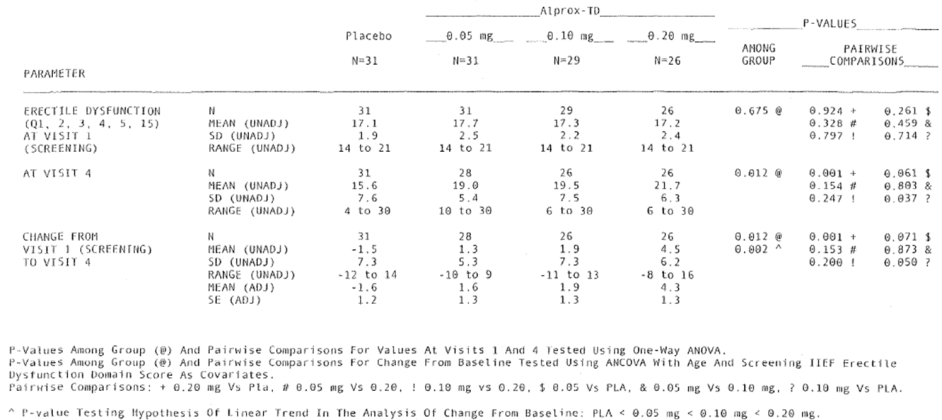 Alprox-TD
P-VALUES
Placebo 0.05 mg 0.10 mg 0.20 mg
AMONG PAIRWISE
N=31 N=31 N=29 N=26 GROUP COMPARISONS
PARAMETER
ERECTILE DYSFUNCTION N 31 31 29 26 0.675 @ 0.924 + 0.261 $
(Q1, 2, 3, 4, 5, 15) MEAN (UNADJ) 17.1 17.7 17.3 17.2 0.328 # 0.459 &
AT VISIT 1 SD (UNADJ) 1.9 2.5 2.2 2.4 0.797 ! 0.714 ?
(SCREENING) RANGE (UNADJ) 14 to 21 14 to 21 14 to 21 14 to 21
AT VISIT 4 N 31 28 26 26 0.012 @ 0.001 + 0.061 $
MEAN (UNADJ) 15.6 19.0 19.5 21.7 0.154 # 0.803 &
SD (UNADJ) 7.6 5.4 7.5 6.3 0.247 ! 0.037 ?
RANGE (UNADJ) 4 to 30 10 to 30 6 to 30 6 to 30
CHANGE FROM N 31 28 26 26 0.012 @ 0.001 + 0.071 $
VISIT 1 (SCREENING) MEAN (UNADJ) -1.5 1.3 1.9 4.5 0.002 ^ 0.153 # 0.873 &
TO VISIT 4 SD (UNADJ) 7.3 5.3 7.3 6.2 0.200 ! 0.050 ?
RANGE (UNADJ) -12 to 14 -10 to 9 -11 to 13 -8 to 16
MEAN (ADJ) -1.6 1.6 1.9 4.3
SE (ADJ) 1.2 1.3 1.3 1.3
P-Values Among Group (@) And Pairwise Comparisons For Values At Visits 1 And 4 Tested Using One-Way ANOVA.
P-Values Among Group (@) And Pairwise Comparisons For Change From Baseline Tested Using ANCOVA With Age And Screening IIEF Erectile
Dysfunction Domain Score As Covariates.
Pairwise Comparisons: + 0.20 mg Vs Pla, # 0.05 mg Vs 0.20, ! 0.10 mg vs 0.20, $ 0.05 Vs PLA, & 0.05 mg Vs 0.10 mg, ? 0.10 mg Vs PLA.
^ P-value Testing Hypothesis Of Linear Trend In The Analysis Of Change From Baseline: PLA < 0.05 mg < 0.10 mg < 0.20 mg.